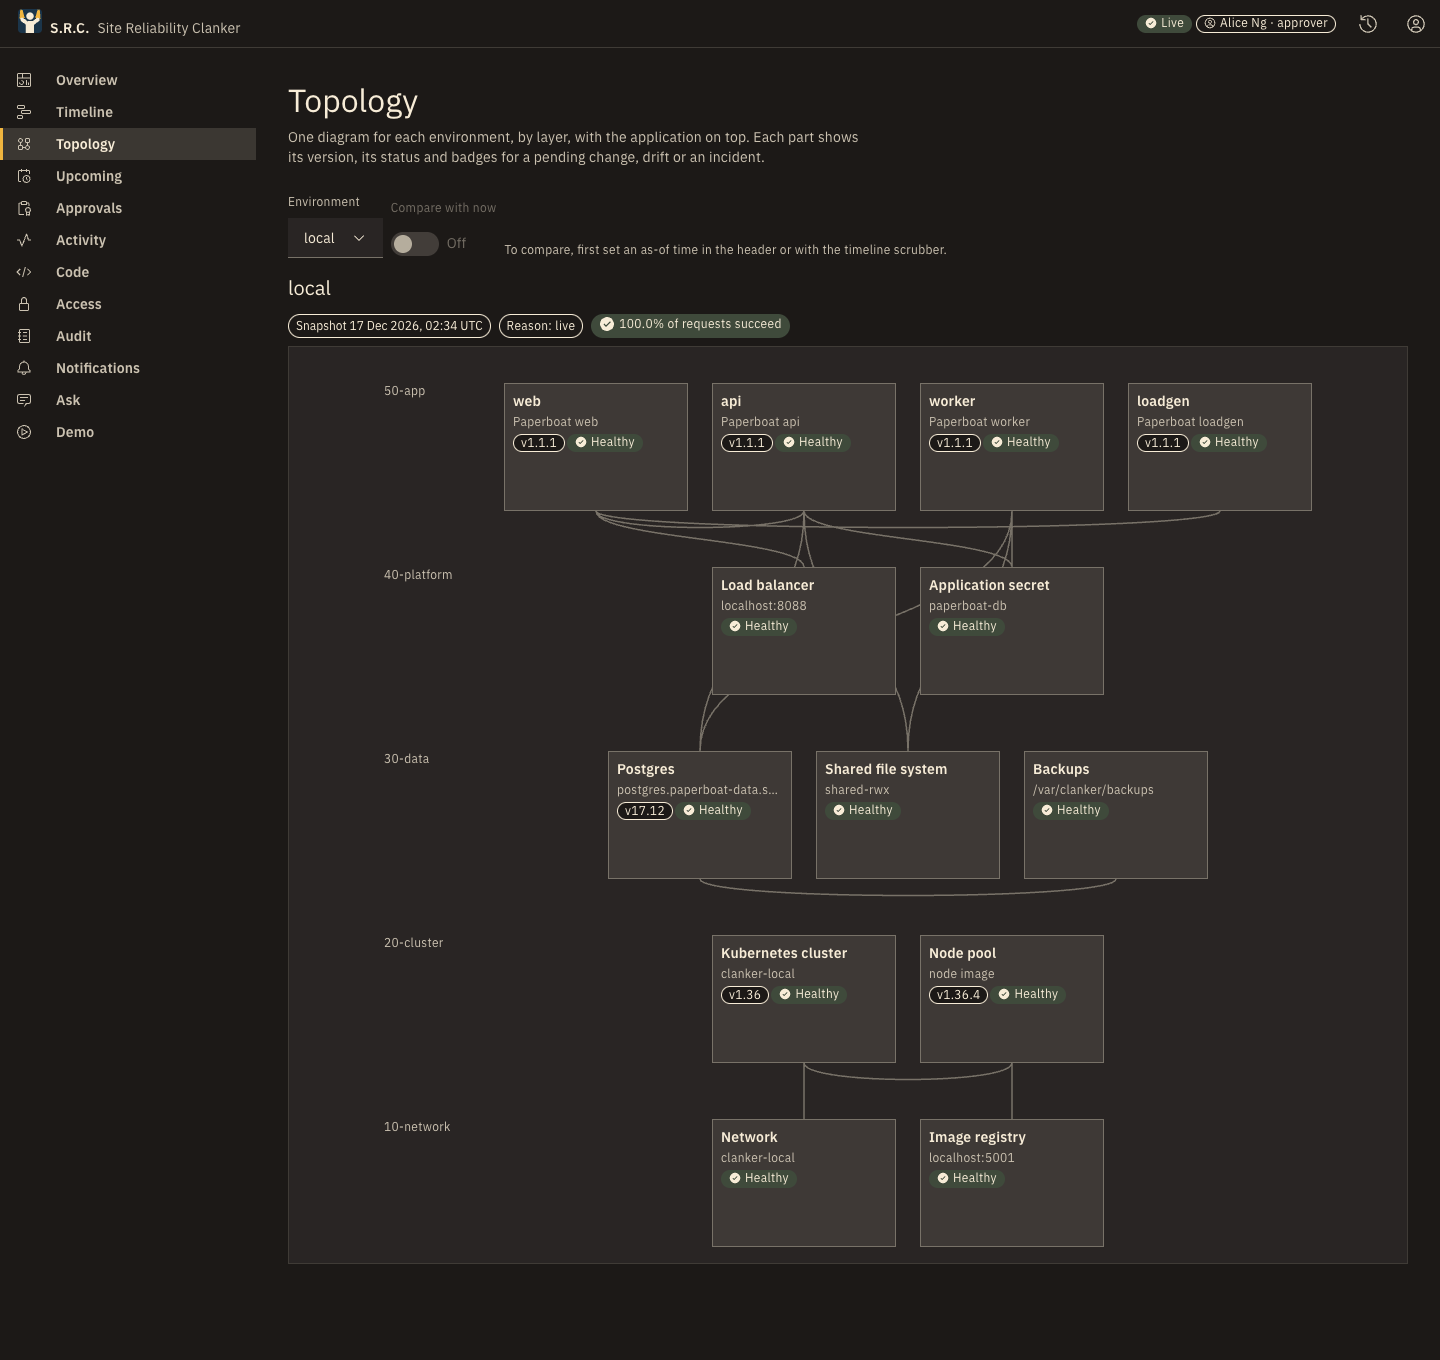 S.R.C. Site Reliability Clanker
Live
Alice Ng · approver
Overview
Timeline
Topology
Upcoming
Approvals
Activity
Code
Access
Audit
Notifications
Ask
Demo
Topology
One diagram for each environment, by layer, with the application on top. Each part shows
its version, its status and badges for a pending change, drift or an incident.
Environment
local
Compare with now
Off
To compare, first set an as-of time in the header or with the timeline scrubber.
local
Snapshot 17 Dec 2026, 02:34 UTC
Reason: live
100.0% of requests succeed
50-app
web
Paperboat web
v1.1.1 Healthy
api
Paperboat api
v1.1.1 Healthy
worker
Paperboat worker
v1.1.1 Healthy
loadgen
Paperboat loadgen
v1.1.1 Healthy
40-platform
Load balancer
localhost:8088
Healthy
Application secret
paperboat-db
Healthy
30-data
Postgres
postgres.paperboat-data.s...
v17.12 Healthy
Shared file system
shared-rwx
Healthy
Backups
/var/clanker/backups
Healthy
20-cluster
Kubernetes cluster
clanker-local
v1.36 Healthy
Node pool
node image
v1.36.4 Healthy
10-network
Network
clanker-local
Healthy
Image registry
localhost:5001
Healthy